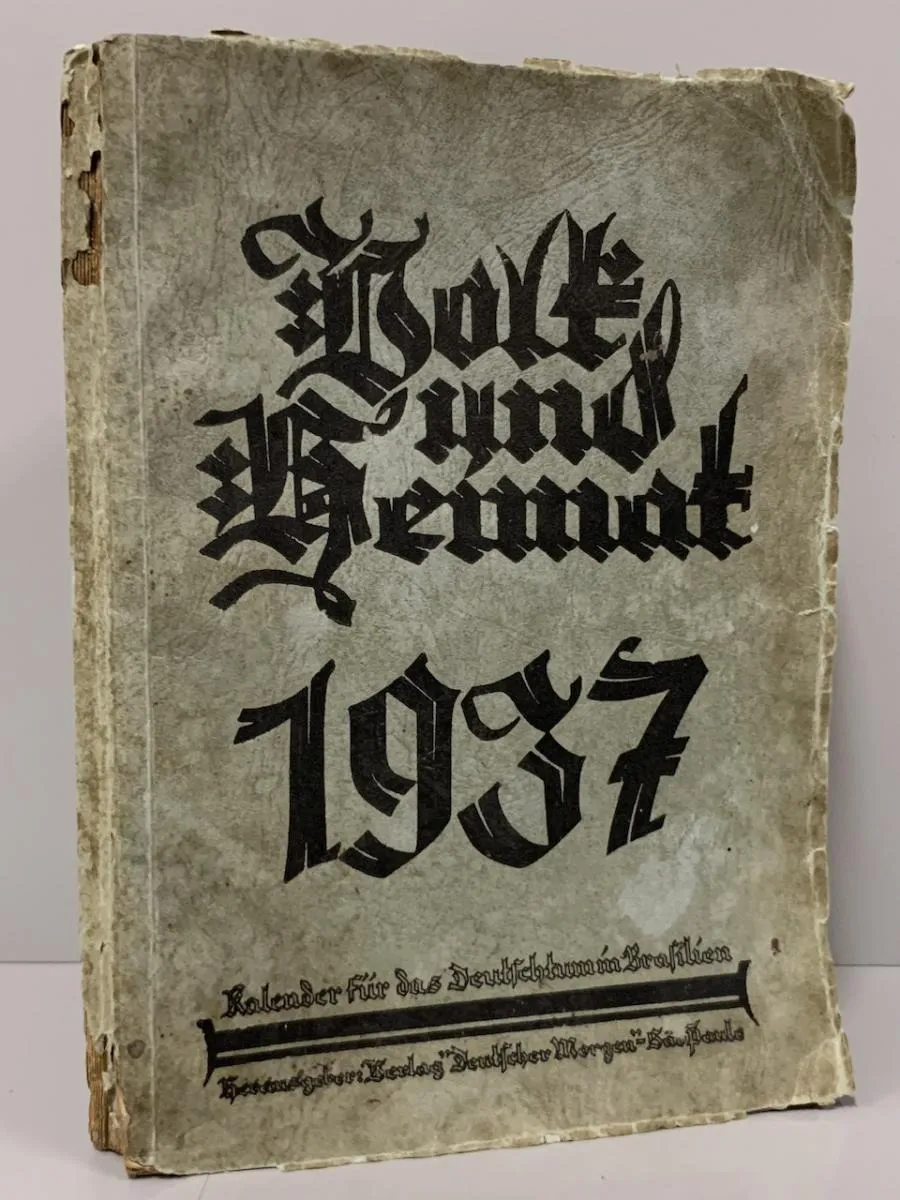 Volk
und
Heimat
1937
Kalender für das Deutschtum in Brasilien
Herausgeber: Verlag "Deutscher Morgen" - São Paulo